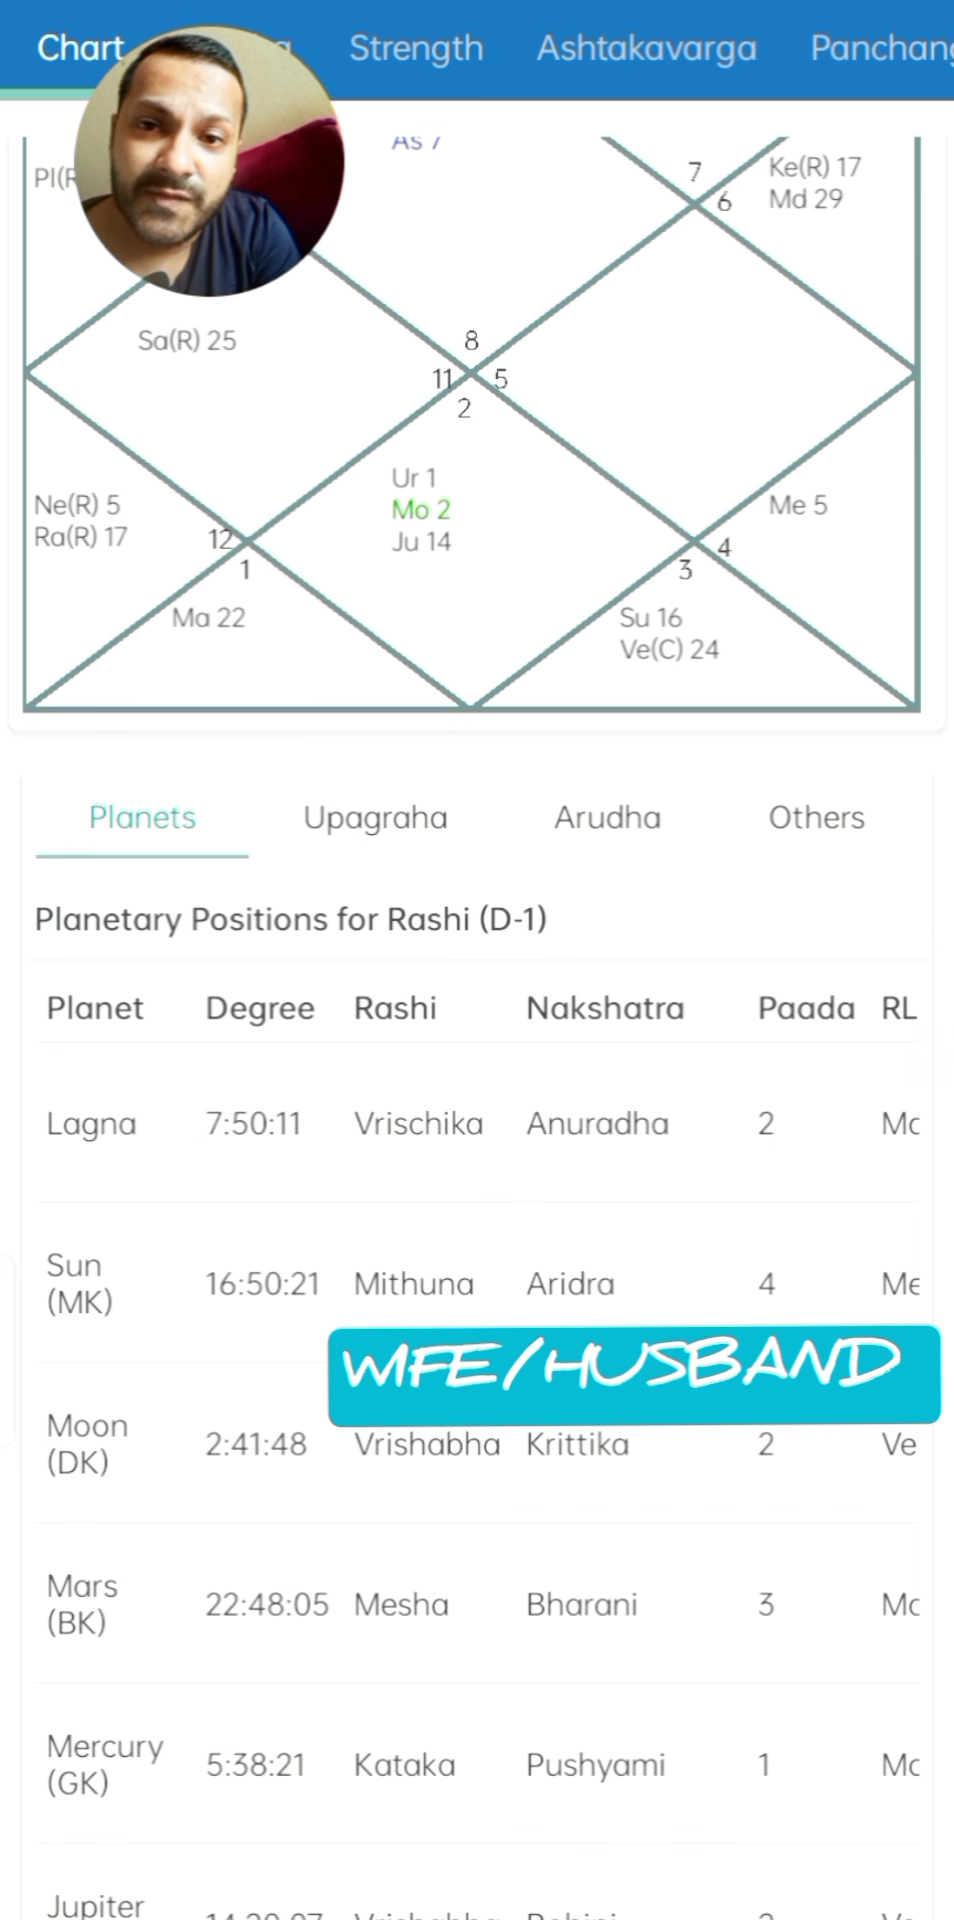 Chart Strength Ashtakavarga Panchang
As 7
7 Ke(R) 17
6 Md 29
Sa(R) 25
8
11 5
2
Ur 1
Mo 2
Ju 14
Ne(R) 5
Ra(R) 17
12
1
Ma 22
Me 5
4
3
Su 16
Ve(C) 24
Planets Upagraha Arudha Others
Planetary Positions for Rashi (D-1)
Planet Degree Rashi Nakshatra Paada RL
Lagna 7:50:11 Vrischika Anuradha 2
Sun
(MK) 16:50:21 Mithuna Aridra 4 Me
WIFE/HUSBAND
Moon
(DK) 2:41:48 Vrishabha Krittika 2 Ve
Mars
(BK) 22:48:05 Mesha Bharani 3
Mercury
(GK) 5:38:21 Kataka Pushyami 1
Jupiter